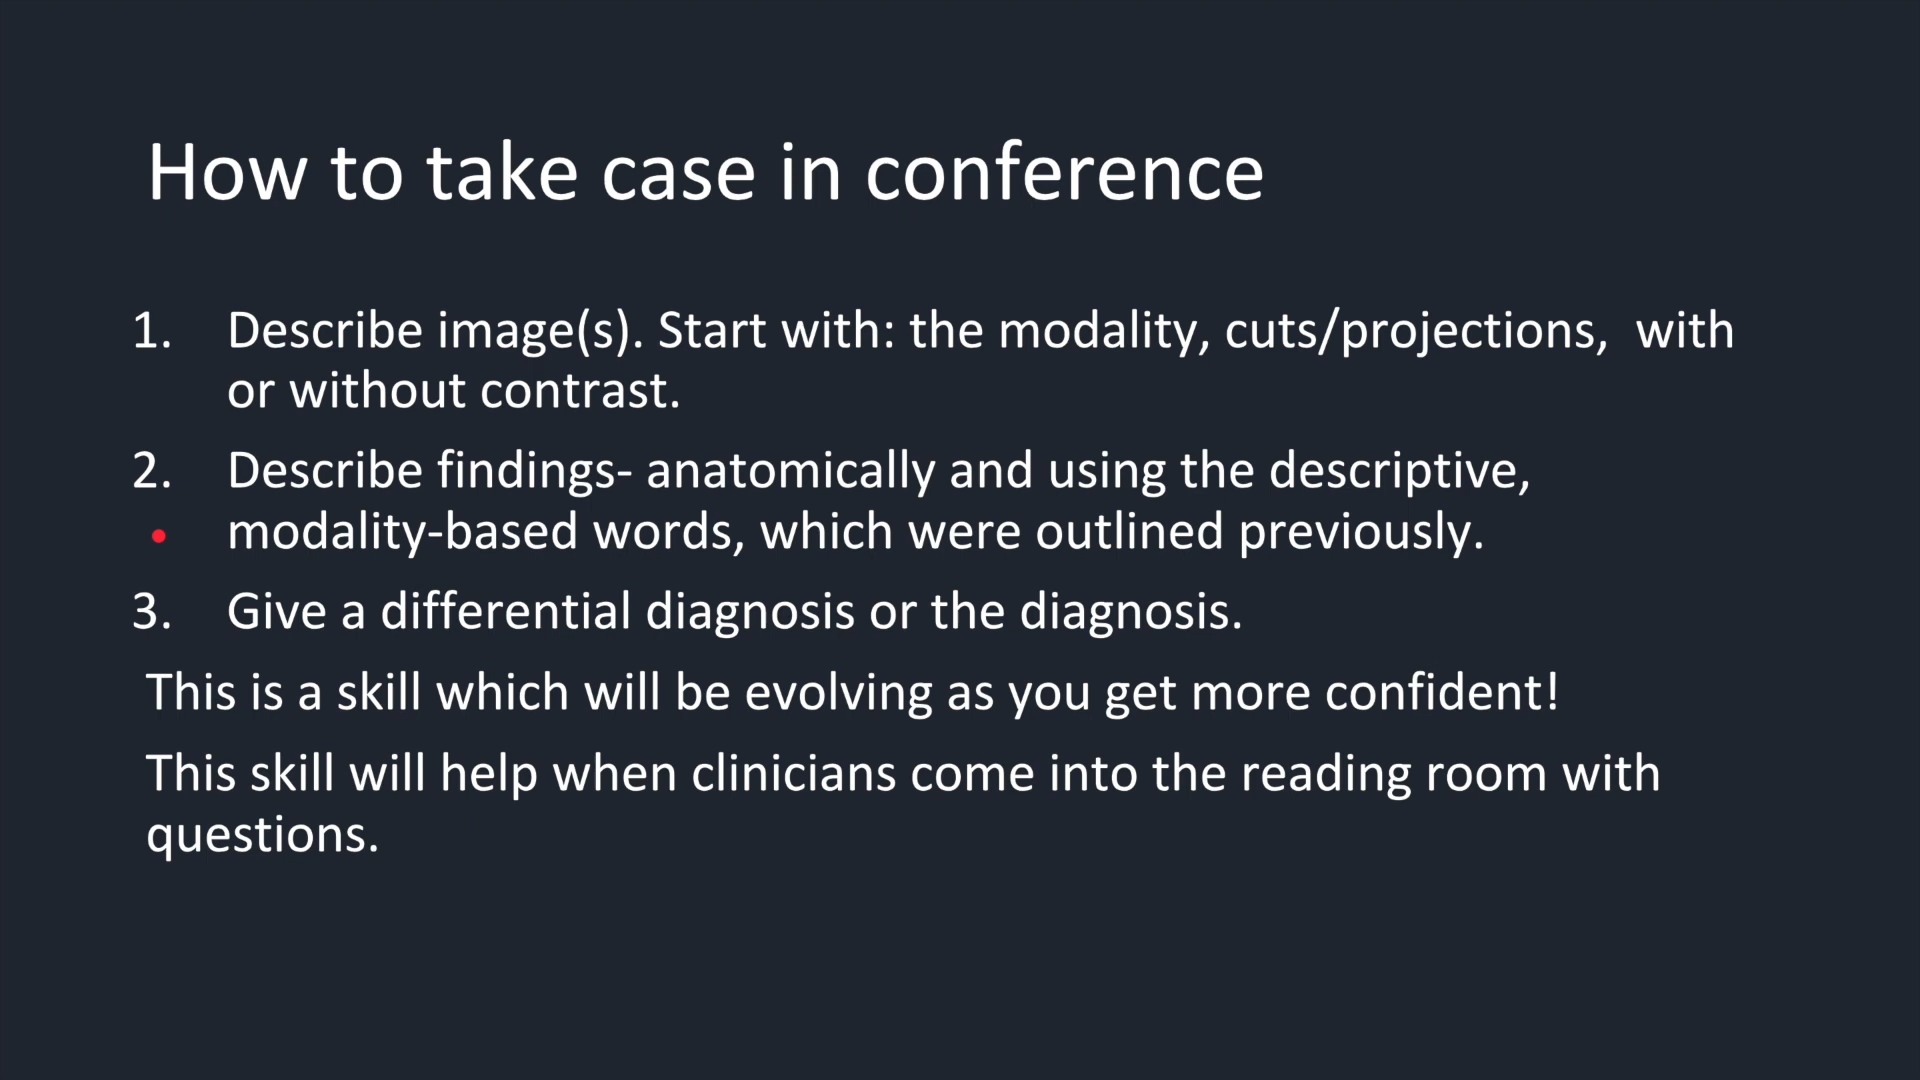 How to take case in conference
1. Describe image(s). Start with: the modality, cuts/projections,  with
or without contrast.
2. Describe findings- anatomically and using the descriptive,
modality-based words, which were outlined previously.
3. Give a differential diagnosis or the diagnosis.
This is a skill which will be evolving as you get more confident!
This skill will help when clinicians come into the reading room with
questions.